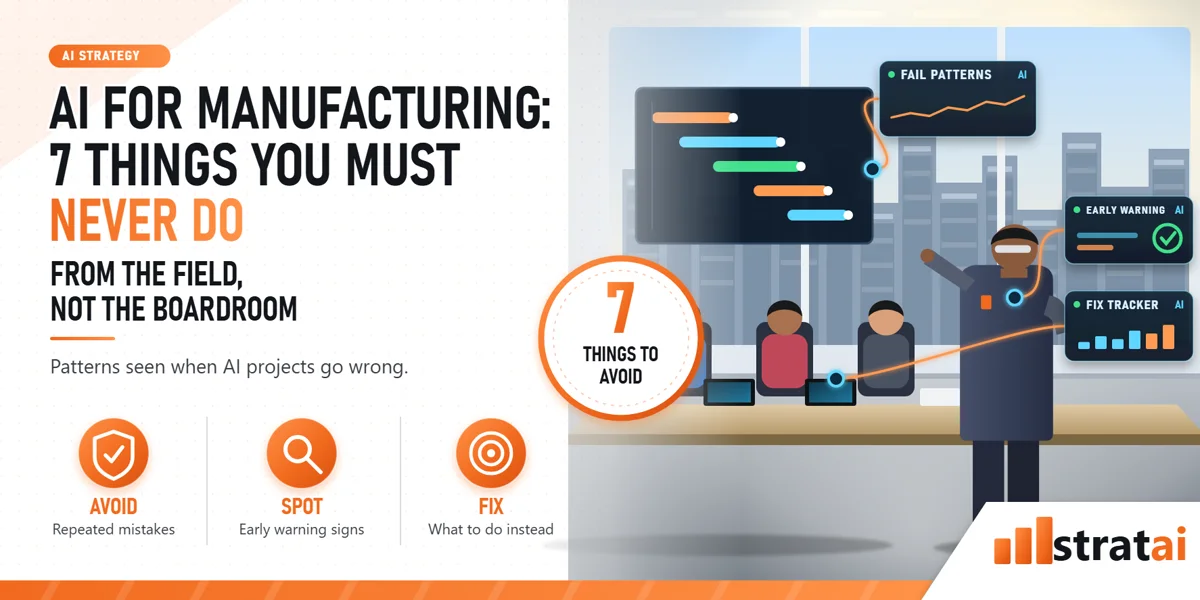 AI STRATEGY
AI FOR MANUFACTURING:
7 THINGS YOU MUST
NEVER DO
FROM THE FIELD,
NOT THE BOARDROOM
Patterns seen when AI projects go wrong.
AVOID
Repeated mistakes
SPOT
Early warning signs
FIX
What to do instead
7
THINGS TO
AVOID
FAIL PATTERNS AI
EARLY WARNING AI
FIX TRACKER AI
stratai